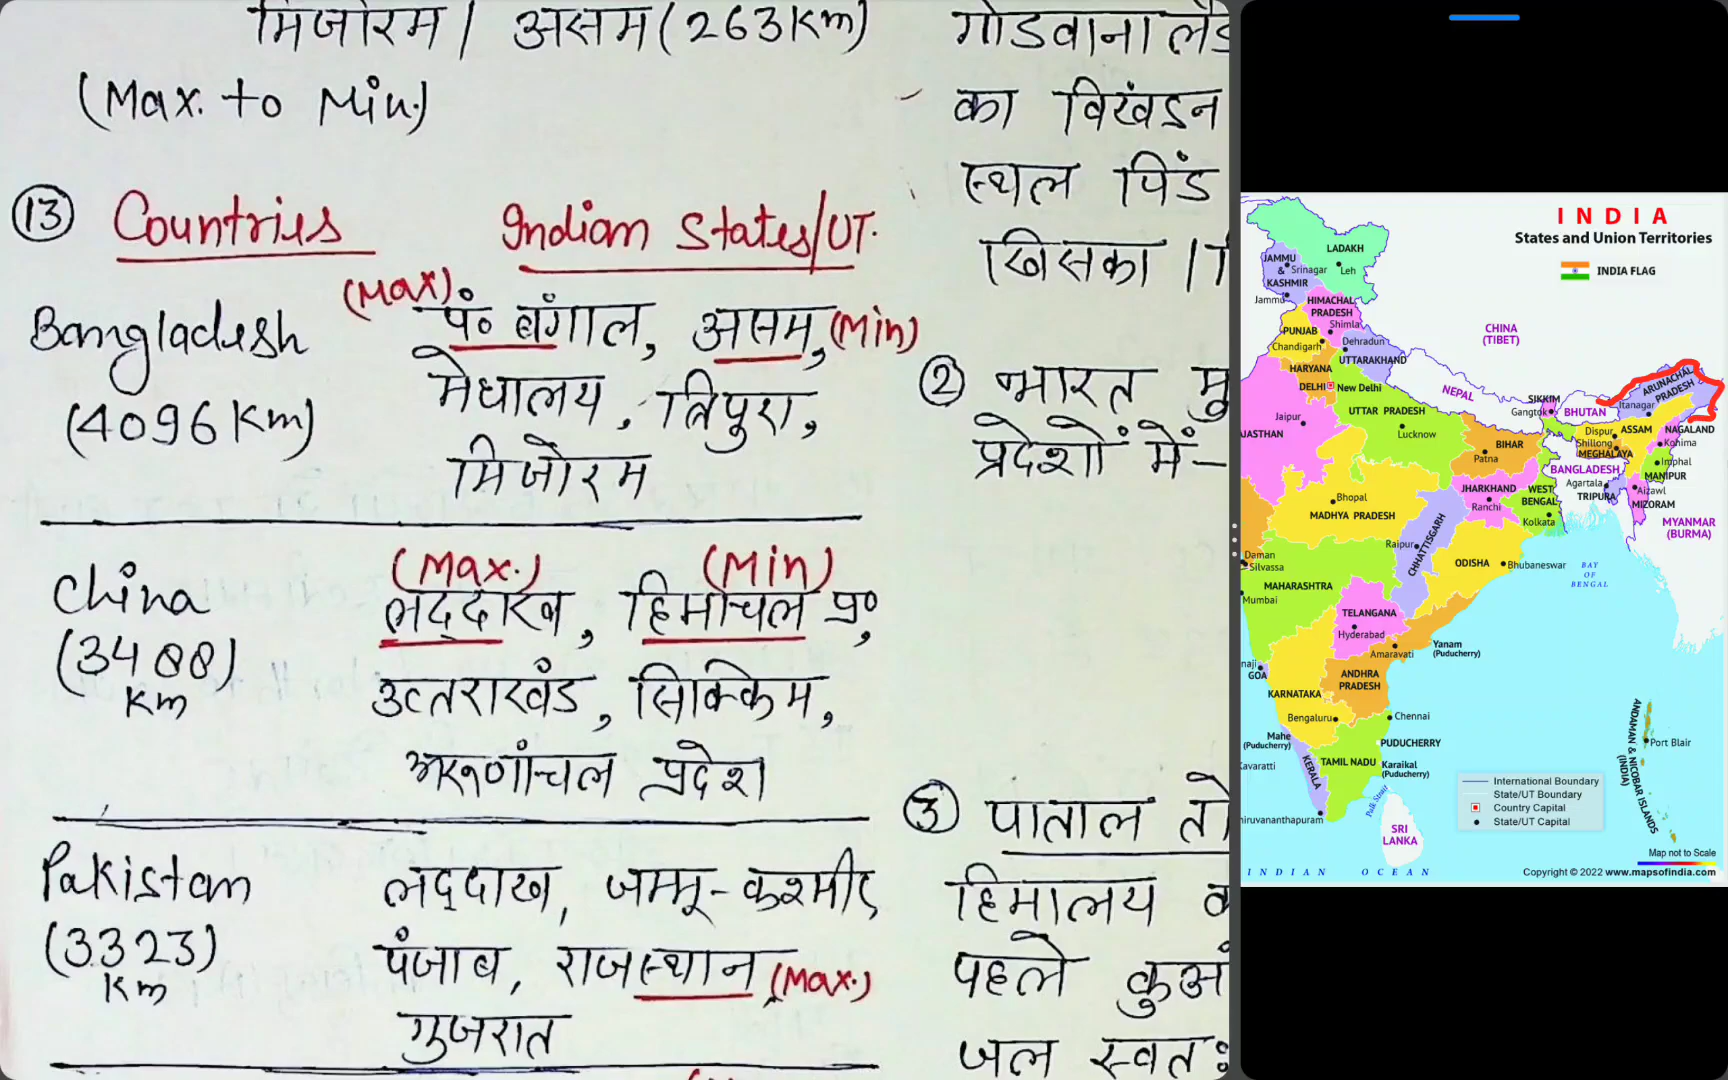 मिजोरम / असम (263 Km)
(Max. to Min.)
13 Countries Indian States/UT.
Bangladesh (Max) पं० बंगाल, असम, (Min)
(4096 Km) मेघालय, त्रिपुरा,
मिजोरम
China (Max.) (Min)
(3488) लद्दाख, हिमांचल प्र०,
Km उत्तराखंड, सिक्किम,
अरूणांचल प्रदेश
Pakistan लद्दाख, जम्मू-कश्मीर
(3323) पंजाब, राजस्थान (Max.)
Km गुजरात
गोंडवाना लैंड
का विखंडन
स्थल पिंड
खिसका ।
2 भारत मु
प्रदेशों में-
3 पाताल तो
हिमालय
पहले कुआं
जल स्वतः
INDIA
States and Union Territories
INDIA FLAG
LADAKH
Leh
JAMMU
&
KASHMIR
Srinagar
Jammu
HIMACHAL
PRADESH
Shimla
PUNJAB
Chandigarh
Dehradun
UTTARAKHAND
HARYANA
DELHI
New Delhi
CHINA
(TIBET)
NEPAL
SIKKIM
Gangtok
BHUTAN
ARUNACHAL
PRADESH
Itanagar
Jaipur
JASTHAN
UTTAR PRADESH
Lucknow
BIHAR
Patna
Dispur
ASSAM
Shillong
MEGHALAYA
NAGALAND
Kohima
Imphal
MANIPUR
BANGLADESH
Agartala
TRIPURA
Aizawl
MIZORAM
MYANMAR
(BURMA)
Bhopal
MADHYA PRADESH
JHARKHAND
Ranchi
WEST
BENGAL
Kolkata
Raipur
CHHATTISGARH
ODISHA
Bhubaneswar
BAY
OF
BENGAL
Daman
Silvassa
MAHARASHTRA
Mumbai
TELANGANA
Hyderabad
Amaravati
Yanam
(Puducherry)
ANDHRA
PRADESH
naji
GOA
KARNATAKA
Bengaluru
Chennai
Mahe
(Puducherry)
PUDUCHERRY
Karaikal
(Puducherry)
TAMIL NADU
KERALA
avaratti
hiruvananthapuram
Palk Strait
SRI
LANKA
ANDAMAN & NICOBAR ISLANDS
(INDIA)
Port Blair
International Boundary
State/UT Boundary
Country Capital
State/UT Capital
Map not to Scale
INDIAN OCEAN
Copyright © 2022 www.mapsofindia.com